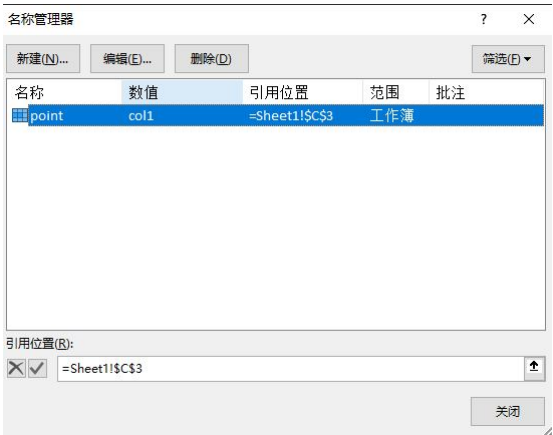 名称管理器 ? ×
新建(N)... 编辑(E)... 删除(D) 筛选(F)
名称 数值 引用位置 范围 批注
point col1 =Sheet1!$C$3 工作簿
引用位置(R):
=Sheet1!$C$3
关闭